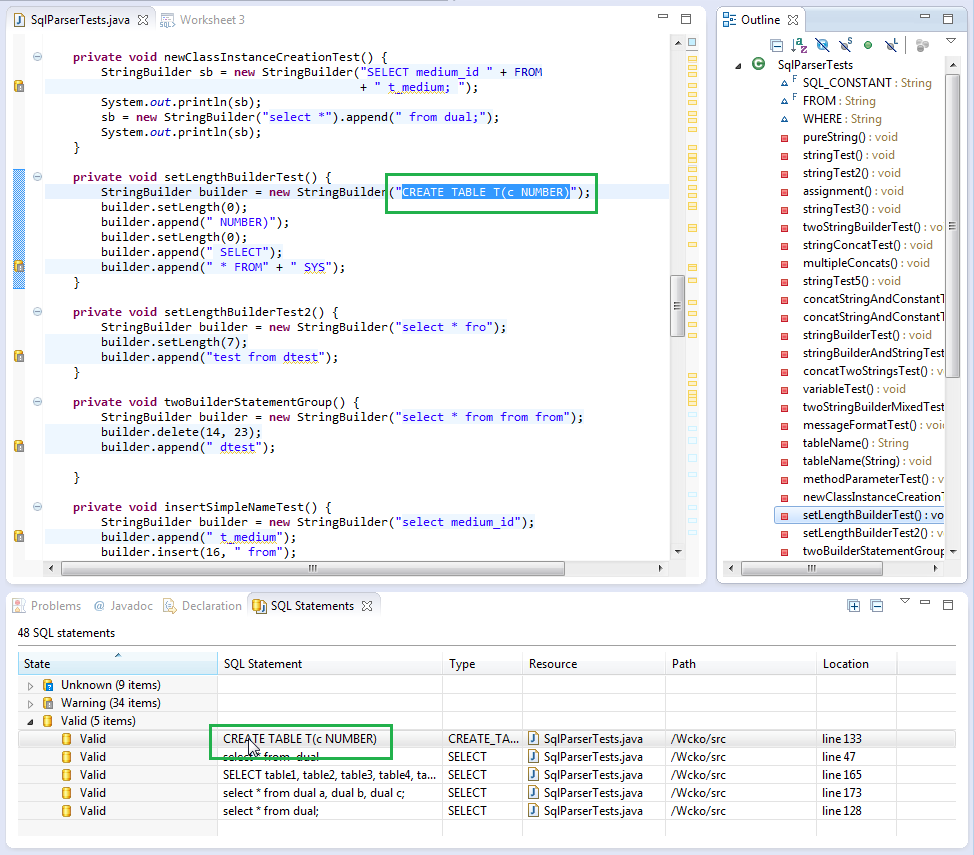 SqlParserTests.java
Worksheet 3
private void newClassInstanceCreationTest() {
StringBuilder sb = new StringBuilder("SELECT medium_id " + FROM
+ " t_medium; ");
System.out.println(sb);
sb = new StringBuilder("select *").append(" from dual;");
System.out.println(sb);
}
private void setLengthBuilderTest() {
StringBuilder builder = new StringBuilder("CREATE TABLE T(c NUMBER)");
builder.setLength(0);
builder.append(" NUMBER)");
builder.setLength(0);
builder.append(" SELECT");
builder.append(" * FROM" + " SYS");
}
private void setLengthBuilderTest2() {
StringBuilder builder = new StringBuilder("select * fro");
builder.setLength(7);
builder.append("test from dtest");
}
private void twoBuilderStatementGroup() {
StringBuilder builder = new StringBuilder("select * from from from");
builder.delete(14, 23);
builder.append(" dtest");
}
private void insertSimpleNameTest() {
StringBuilder builder = new StringBuilder("select medium_id");
builder.append(" t_medium");
builder.insert(16, " from");
Outline
SqlParserTests
SQL_CONSTANT : String
FROM : String
WHERE : String
pureString() : void
stringTest() : void
stringTest2() : void
assignment() : void
stringTest3() : void
twoStringBuilderTest() : vo
stringConcatTest() : void
multipleConcats() : void
stringTest5() : void
concatStringAndConstantT
concatStringAndConstantT
stringBuilderTest() : void
stringBuilderAndStringTest
concatTwoStringsTest() : v
variableTest() : void
twoStringBuilderMixedTest
messageFormatTest() : voi
tableName() : String
tableName(String) : void
methodParameterTest() : v
newClassInstanceCreationT
setLengthBuilderTest() : vo
setLengthBuilderTest2() : v
twoBuilderStatementGroup
Problems
@ Javadoc
Declaration
SQL Statements
48 SQL statements
State SQL Statement Type Resource Path Location
Unknown (9 items)
Warning (34 items)
Valid (5 items)
Valid CREATE TABLE T(c NUMBER) CREATE_TA... SqlParserTests.java /Wcko/src line 133
Valid select * from dual SELECT SqlParserTests.java /Wcko/src line 47
Valid SELECT table1, table2, table3, table4, ta... SELECT SqlParserTests.java /Wcko/src line 165
Valid select * from dual a, dual b, dual c; SELECT SqlParserTests.java /Wcko/src line 173
Valid select * from dual; SELECT SqlParserTests.java /Wcko/src line 128